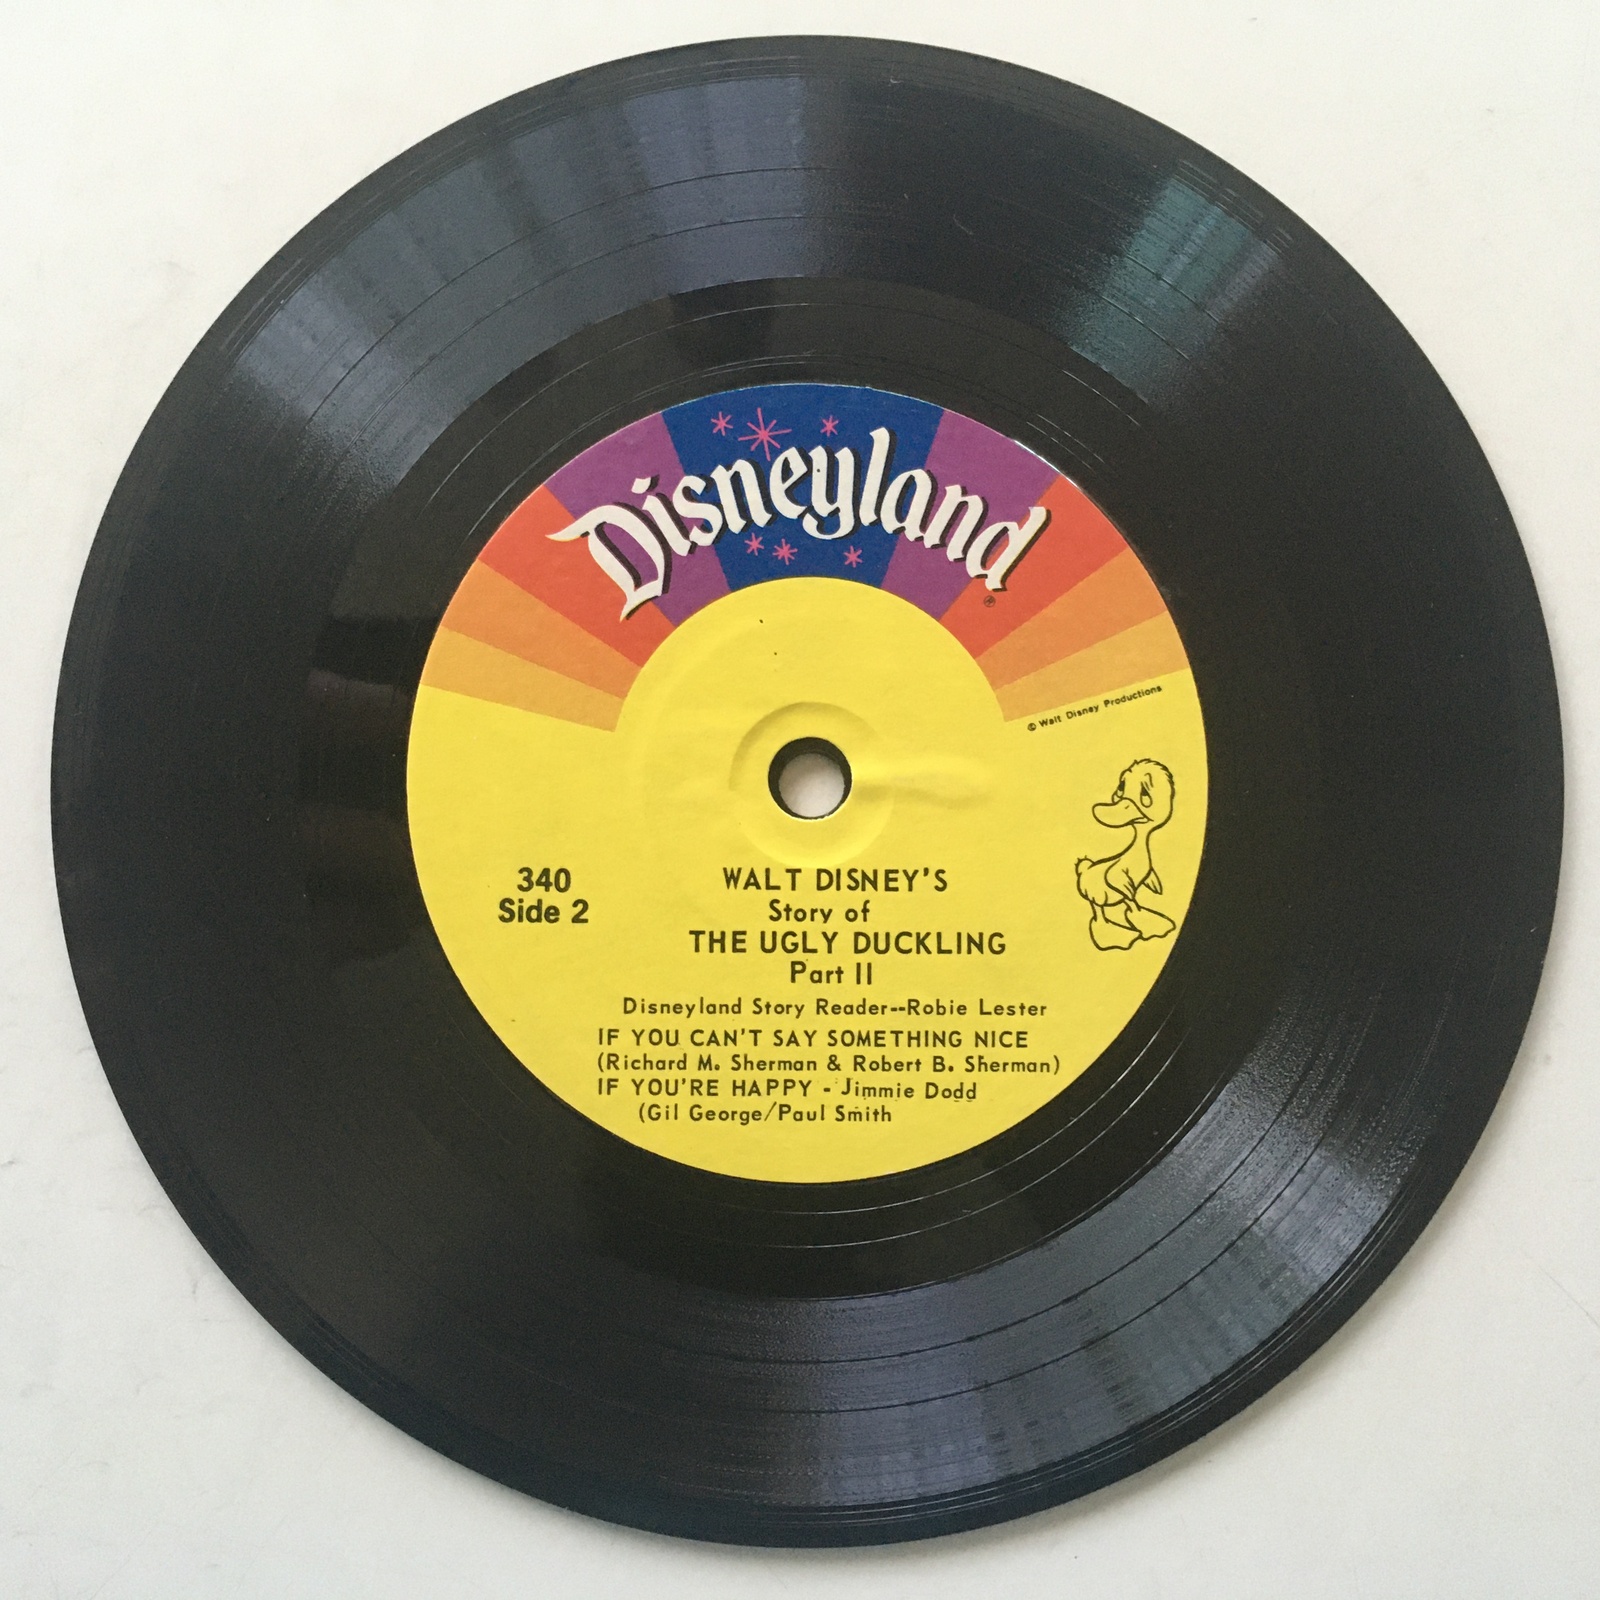 Disneyland
®
© Walt Disney Productions
340
Side 2
WALT DISNEY'S
Story of
THE UGLY DUCKLING
Part II
Disneyland Story Reader--Robie Lester
IF YOU CAN'T SAY SOMETHING NICE
(Richard M. Sherman & Robert B. Sherman)
IF YOU'RE HAPPY - Jimmie Dodd
(Gil George/Paul Smith